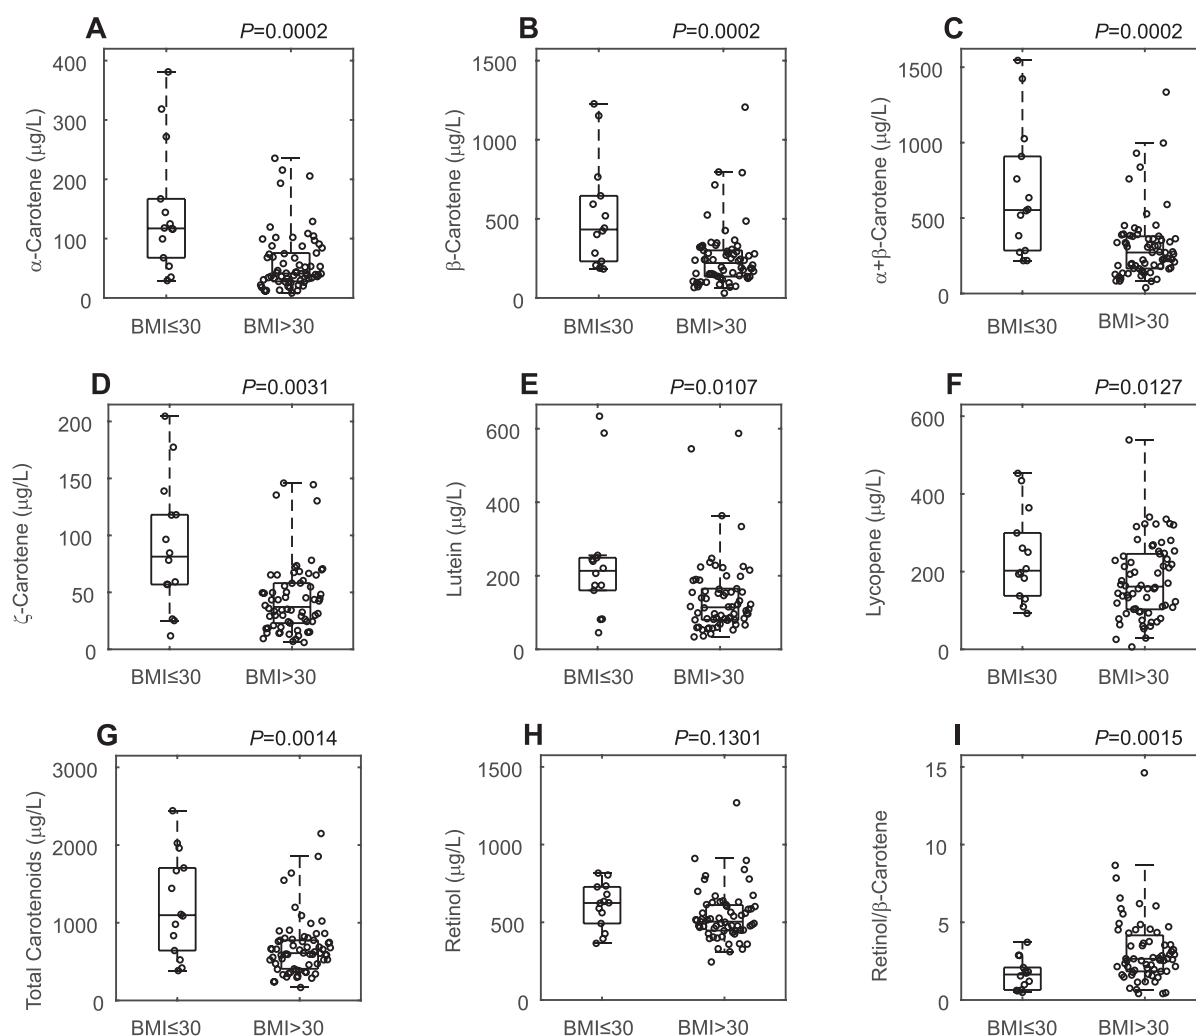 A P=0.0002
α-Carotene (µg/L)
400
300
200
100
0
BMI≤30 BMI>30
B P=0.0002
β-Carotene (µg/L)
1500
1000
500
0
BMI≤30 BMI>30
C P=0.0002
α+β-Carotene (µg/L)
1500
1000
500
0
BMI≤30 BMI>30
D P=0.0031
ζ-Carotene (µg/L)
200
150
100
50
0
BMI≤30 BMI>30
E P=0.0107
Lutein (µg/L)
600
400
200
0
BMI≤30 BMI>30
F P=0.0127
Lycopene (µg/L)
600
400
200
0
BMI≤30 BMI>30
G P=0.0014
Total Carotenoids (µg/L)
3000
2000
1000
0
BMI≤30 BMI>30
H P=0.1301
Retinol (µg/L)
1500
1000
500
0
BMI≤30 BMI>30
I P=0.0015
Retinol/β-Carotene
15
10
5
0
BMI≤30 BMI>30